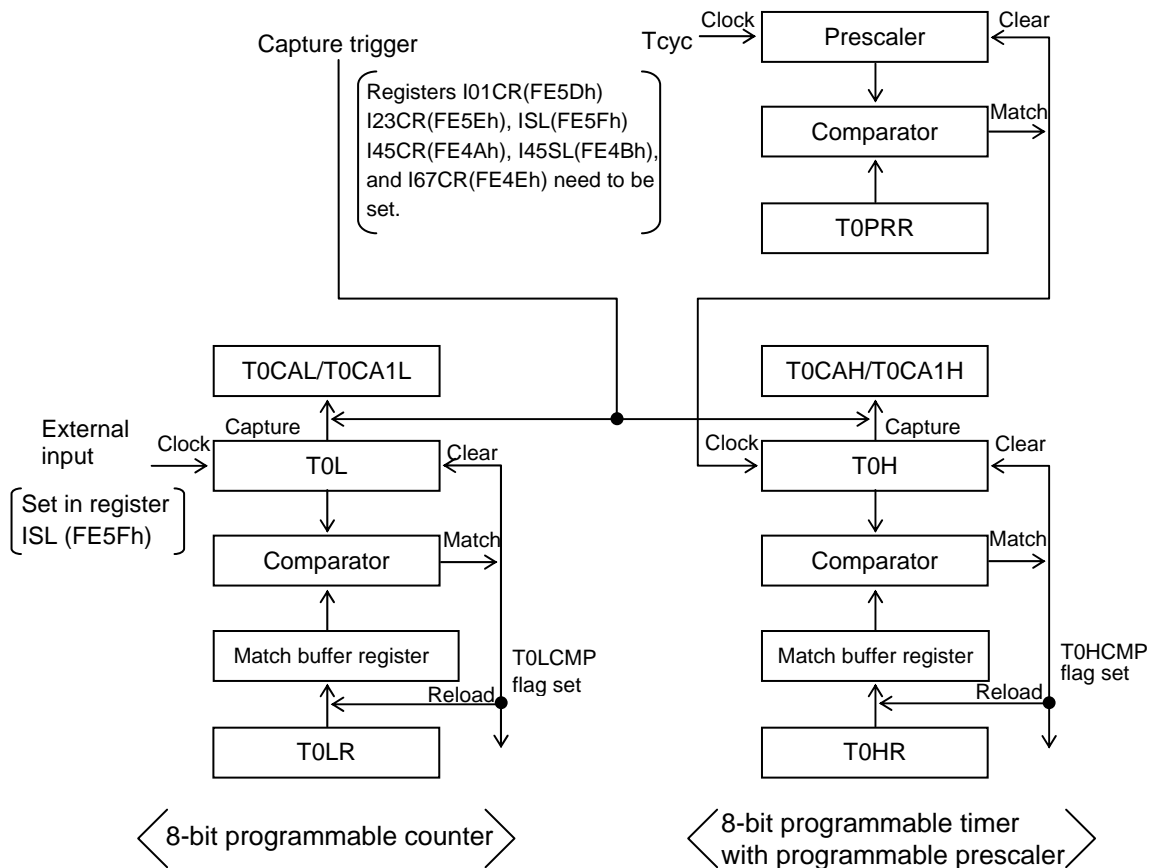 Capture trigger
Registers I01CR(FE5Dh)
I23CR(FE5Eh), ISL(FE5Fh)
I45CR(FE4Ah), I45SL(FE4Bh),
and I67CR(FE4Eh) need to be
set.
Tcyc
Clock
Prescaler
Clear
Comparator
Match
T0PRR
T0CAL/T0CA1L
External
input
Clock
Capture
T0L
Clear
Set in register
ISL (FE5Fh)
Comparator
Match
Match buffer register
T0LCMP
flag set
Reload
T0LR
8-bit programmable counter
T0CAH/T0CA1H
Clock
Capture
T0H
Clear
Comparator
Match
Match buffer register
T0HCMP
flag set
Reload
T0HR
8-bit programmable timer
with programmable prescaler